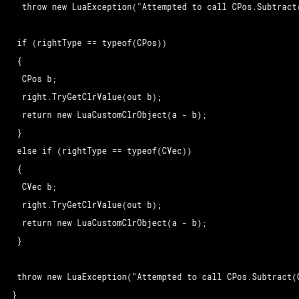 throw new LuaException("Attempted to call CPos.Subtract(
if (rightType == typeof(CPos))
{
CPos b;
right.TryGetClrValue(out b);
return new LuaCustomClrObject(a - b);
}
else if (rightType == typeof(CVec))
{
CVec b;
right.TryGetClrValue(out b);
return new LuaCustomClrObject(a - b);
}
throw new LuaException("Attempted to call CPos.Subtract(
}